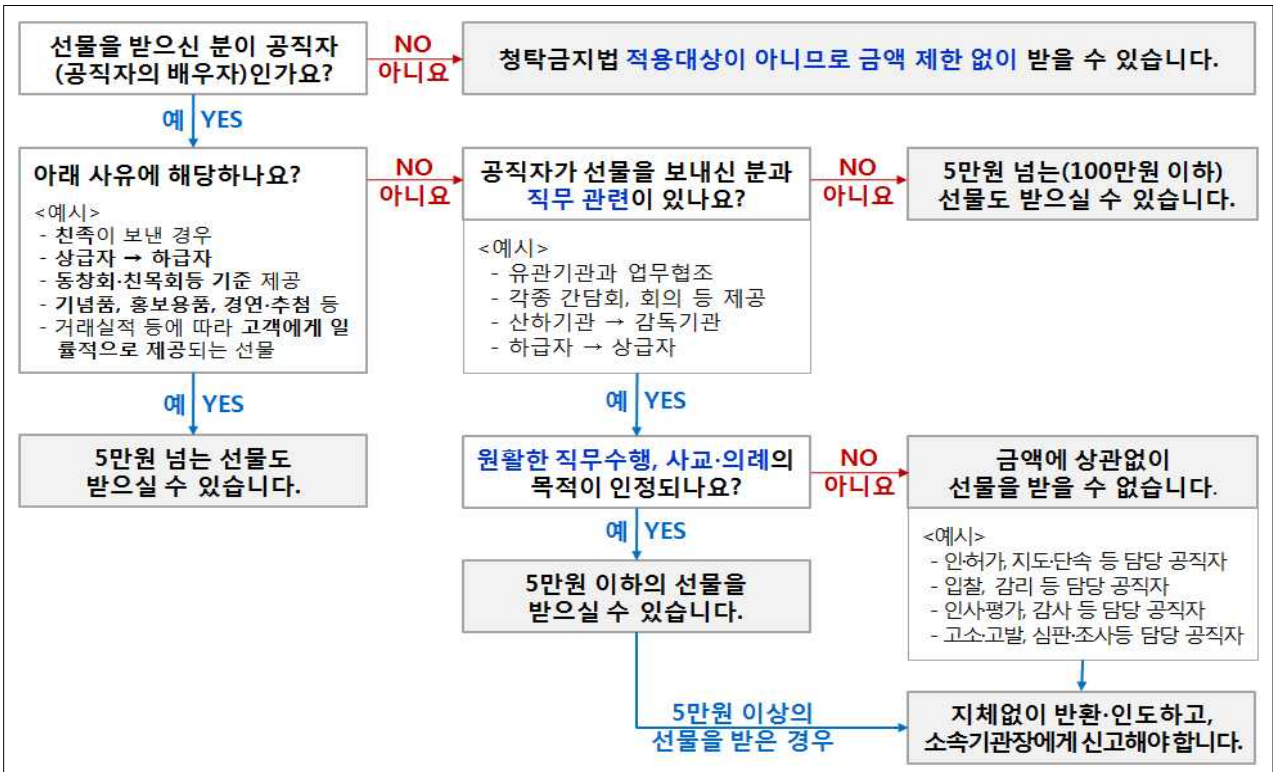 선물을 받으신 분이 공직자
(공직자의 배우자)인가요?
NO
아니요
청탁금지법 적용대상이 아니므로 금액 제한 없이 받을 수 있습니다.
예 YES
아래 사유에 해당하나요?
<예시>
- 친족이 보낸 경우
- 상급자 → 하급자
- 동창회·친목회등 기준 제공
- 기념품, 홍보용품, 경연·추첨 등
- 거래실적 등에 따라 고객에게 일
률적으로 제공되는 선물
NO
아니요
공직자가 선물을 보내신 분과
직무 관련이 있나요?
<예시>
- 유관기관과 업무협조
- 각종 간담회, 회의 등 제공
- 산하기관 → 감독기관
- 하급자 → 상급자
NO
아니요
5만원 넘는(100만원 이하)
선물도 받으실 수 있습니다.
예 YES
5만원 넘는 선물도
받으실 수 있습니다.
예 YES
원활한 직무수행, 사교·의례의
목적이 인정되나요?
NO
아니요
금액에 상관없이
선물을 받을 수 없습니다.
<예시>
- 인·허가, 지도·단속 등 담당 공직자
- 입찰, 감리 등 담당 공직자
- 인사·평가, 감사 등 담당 공직자
- 고소·고발, 심판·조사등 담당 공직자
예 YES
5만원 이하의 선물을
받으실 수 있습니다.
5만원 이상의
선물을 받은 경우
지체없이 반환·인도하고,
소속기관장에게 신고해야 합니다.